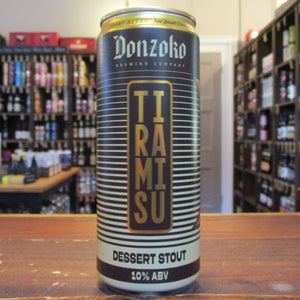 Donzoko
BREWING COMPANY
TI
RA
MI
SU
DESSERT STOUT
10% ABV